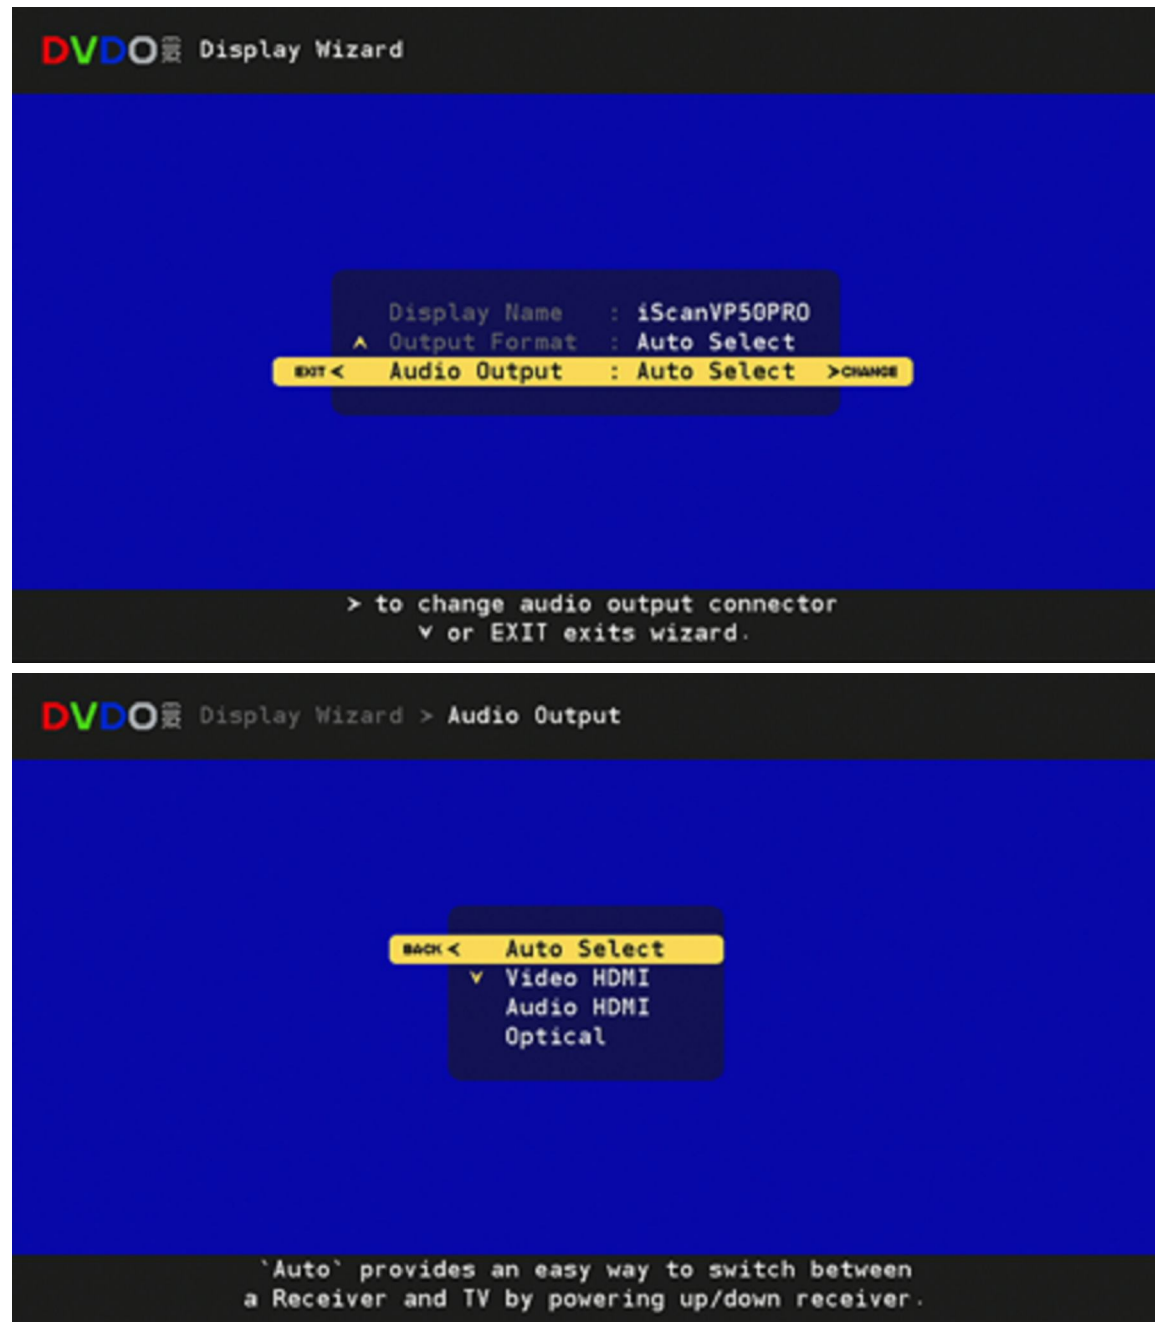 DVDO Display Wizard
Display Name : iScanVP50PRO
^ Output Format : Auto Select
EXIT < Audio Output : Auto Select >CHANGE
> to change audio output connector
v or EXIT exits wizard.
DVDO Display Wizard > Audio Output
BACK < Auto Select
v Video HDMI
Audio HDMI
Optical
`Auto` provides an easy way to switch between
a Receiver and TV by powering up/down receiver.